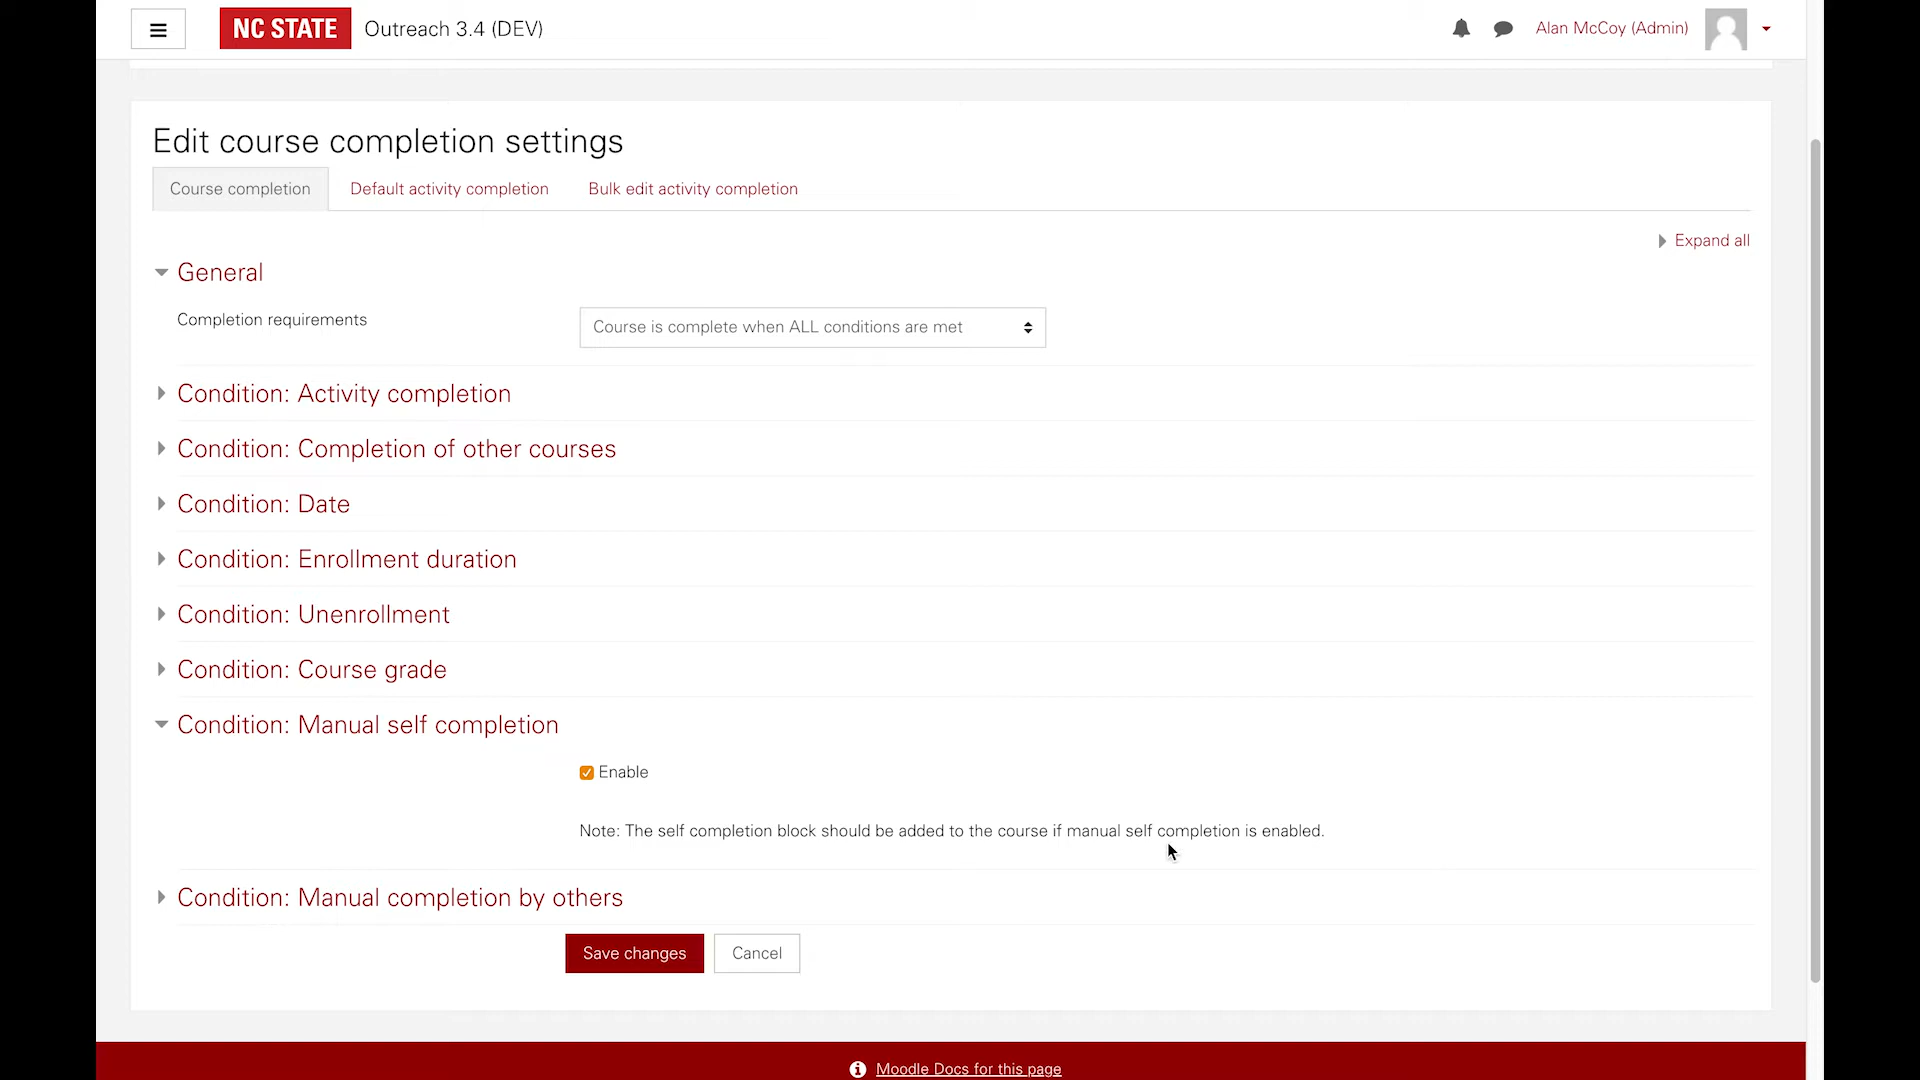 NC STATE Outreach 3.4 (DEV) Alan McCoy (Admin)
Edit course completion settings
Course completion Default activity completion Bulk edit activity completion
Expand all
General
Completion requirements Course is complete when ALL conditions are met
Condition: Activity completion
Condition: Completion of other courses
Condition: Date
Condition: Enrollment duration
Condition: Unenrollment
Condition: Course grade
Condition: Manual self completion
Enable
Note: The self completion block should be added to the course if manual self completion is enabled.
Condition: Manual completion by others
Save changes Cancel
Moodle Docs for this page